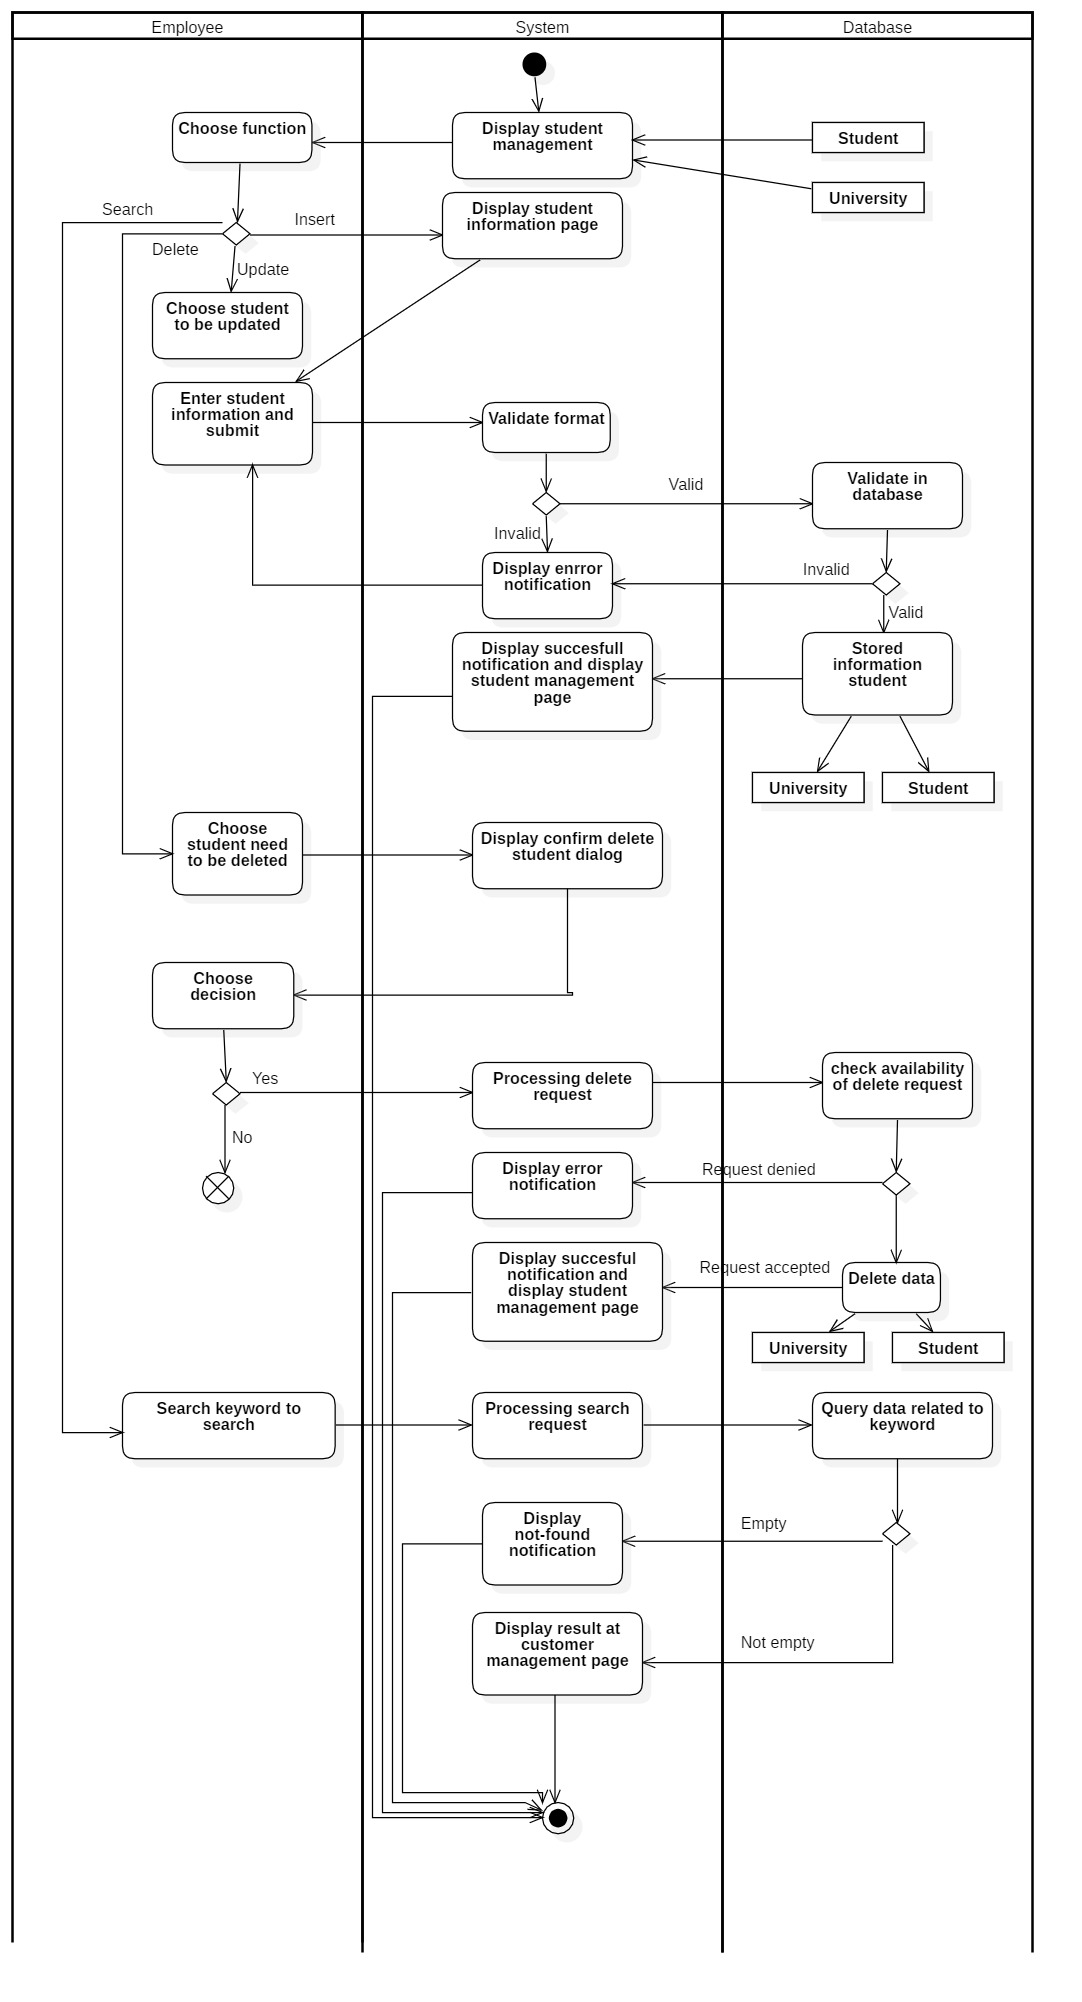 Employee
System
Database
Choose function
Display student
management
Student
University
Search
Insert
Display student
information page
Delete
Update
Choose student
to be updated
Enter student
information and
submit
Validate format
Valid
Validate in
database
Invalid
Display enrror
notification
Invalid
Valid
Display succesfull
notification and display
student management
page
Stored
information
student
University
Student
Choose
student need
to be deleted
Display confirm delete
student dialog
Choose
decision
Yes
Processing delete
request
check availability
of delete request
No
Display error
notification
Request denied
Display succesful
notification and
display student
management page
Request accepted
Delete data
University
Student
Search keyword to
search
Processing search
request
Query data related to
keyword
Display
not-found
notification
Empty
Display result at
customer
management page
Not empty